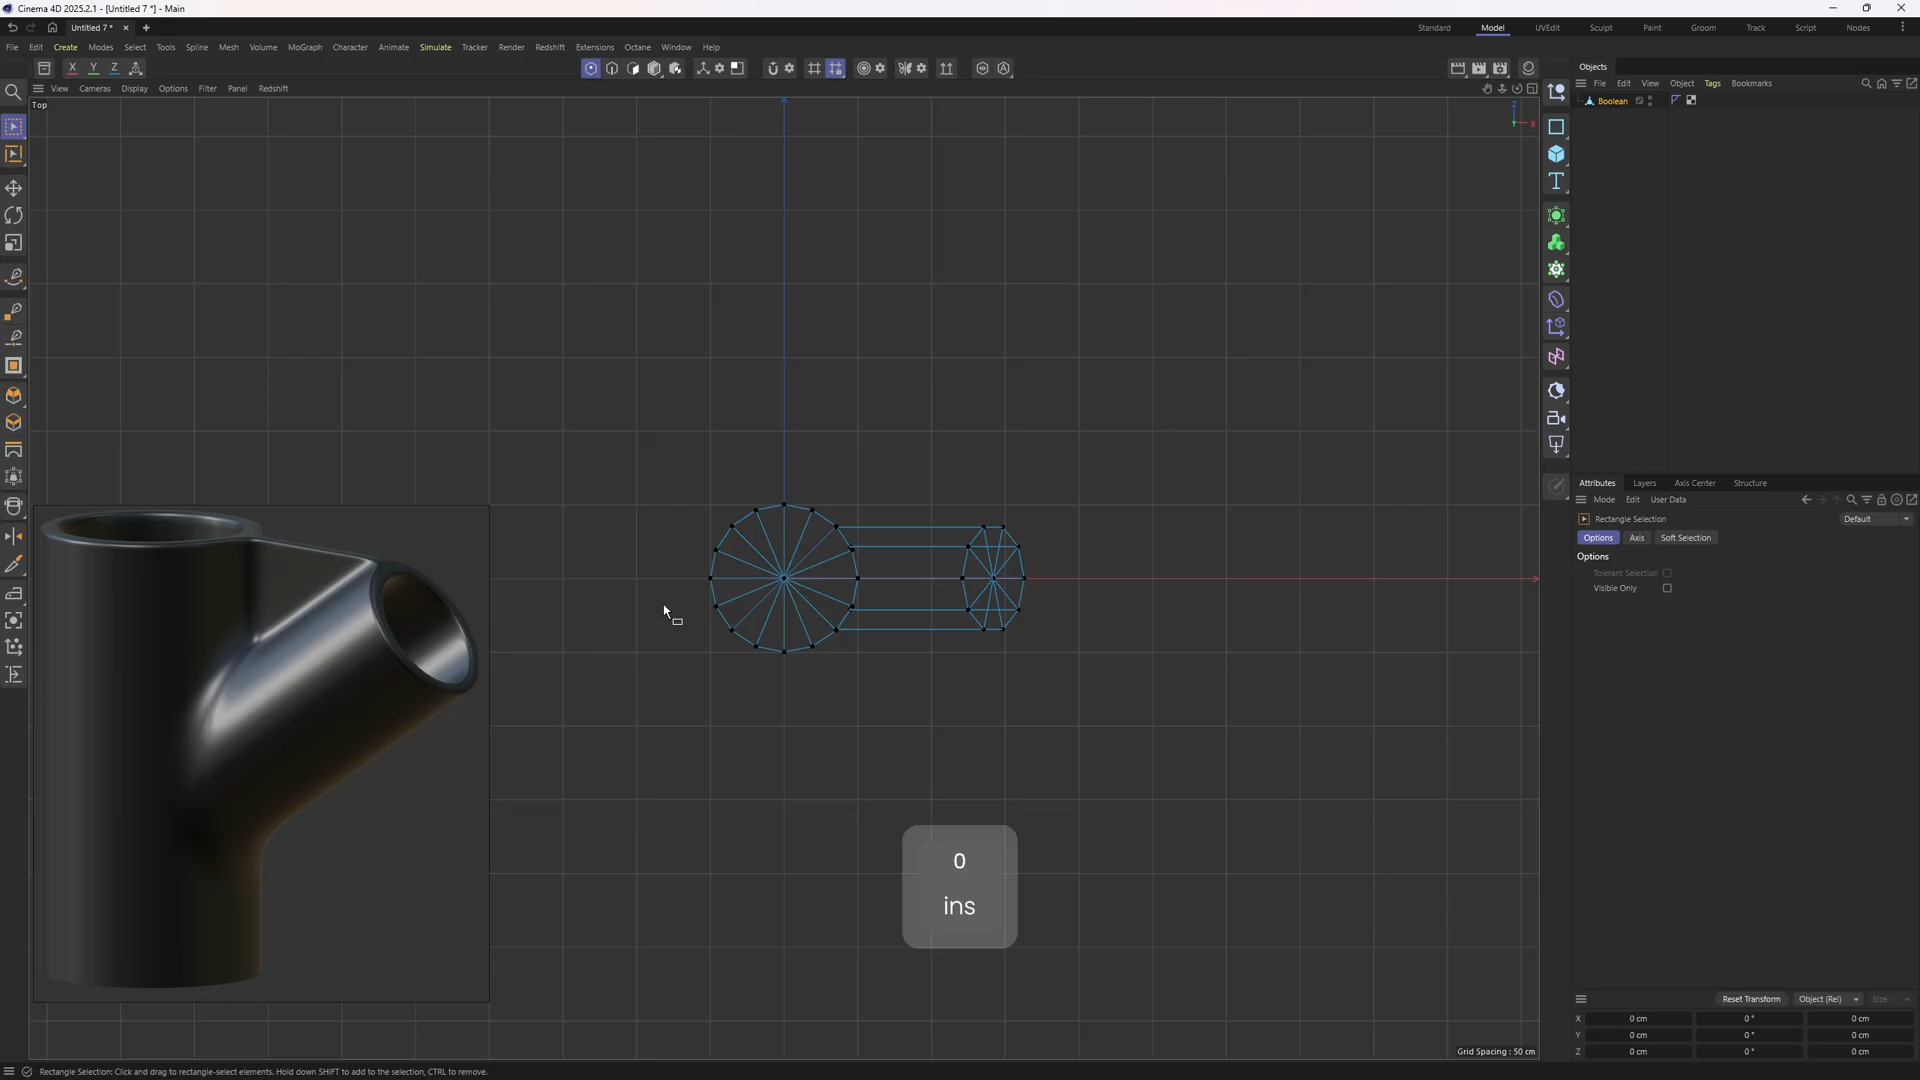 Cinema 4D 2025.2.1 - [Untitled 7 *] - Main
Untitled 7 *
Standard Model UVEdit Sculpt Paint Groom Track Script Nodes
File Edit Create Modes Select Tools Spline Mesh Volume MoGraph Character Animate Simulate Tracker Render Redshift Extensions Octane Window Help
X Y Z
Objects
View Cameras Display Options Filter Panel Redshift
File Edit View Object Tags Bookmarks
Top
Boolean
Z
Y X
Attributes Layers Axis Center Structure
Mode Edit User Data
Rectangle Selection
Default
Options Axis Soft Selection
Options
Tolerant Selection
Visible Only
0
ins
Reset Transform Object (Rel) Size
X 0 cm 0 ° 0 cm
Y 0 cm 0 ° 0 cm
Z 0 cm 0 ° 0 cm
Grid Spacing : 50 cm
Rectangle Selection: Click and drag to rectangle-select elements. Hold down SHIFT to add to the selection, CTRL to remove.